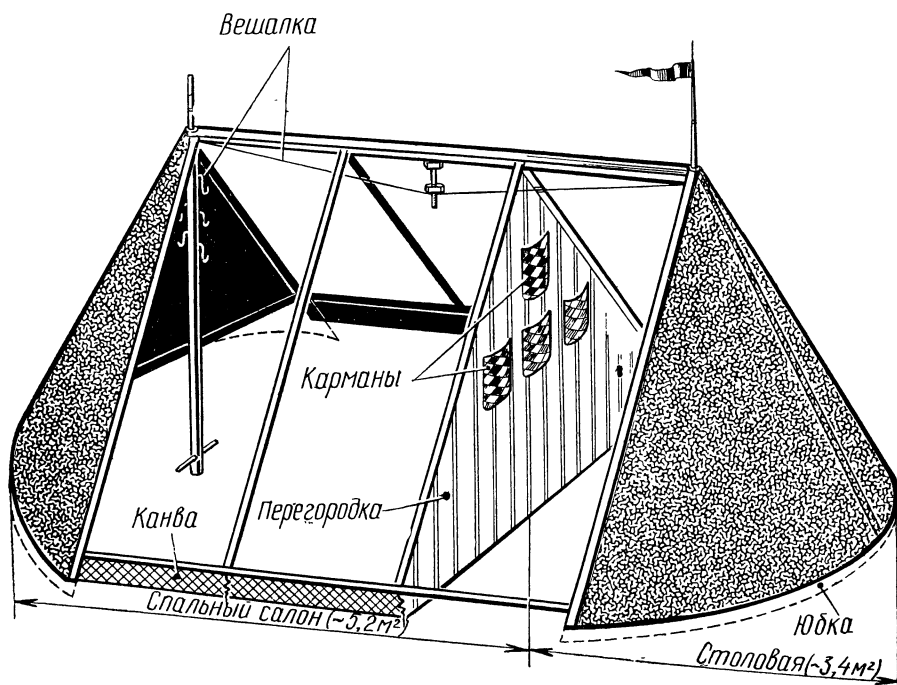 Вешалка
Карманы
Канва
Перегородка
Спальный салон (~5,2м²)
Юбка
Столовая (~3,4м²)